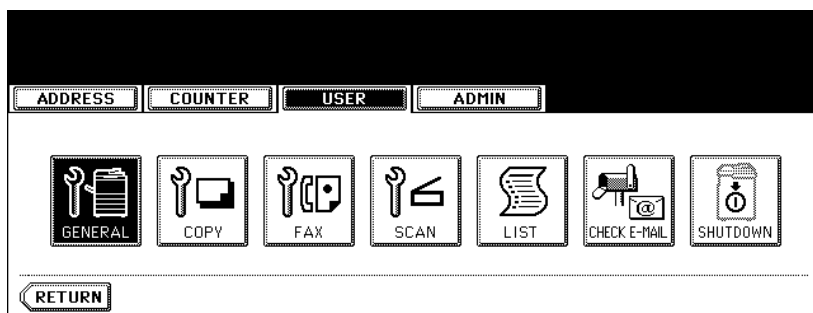 ADDRESS COUNTER USER ADMIN
GENERAL COPY FAX SCAN LIST CHECK E-MAIL SHUTDOWN
RETURN